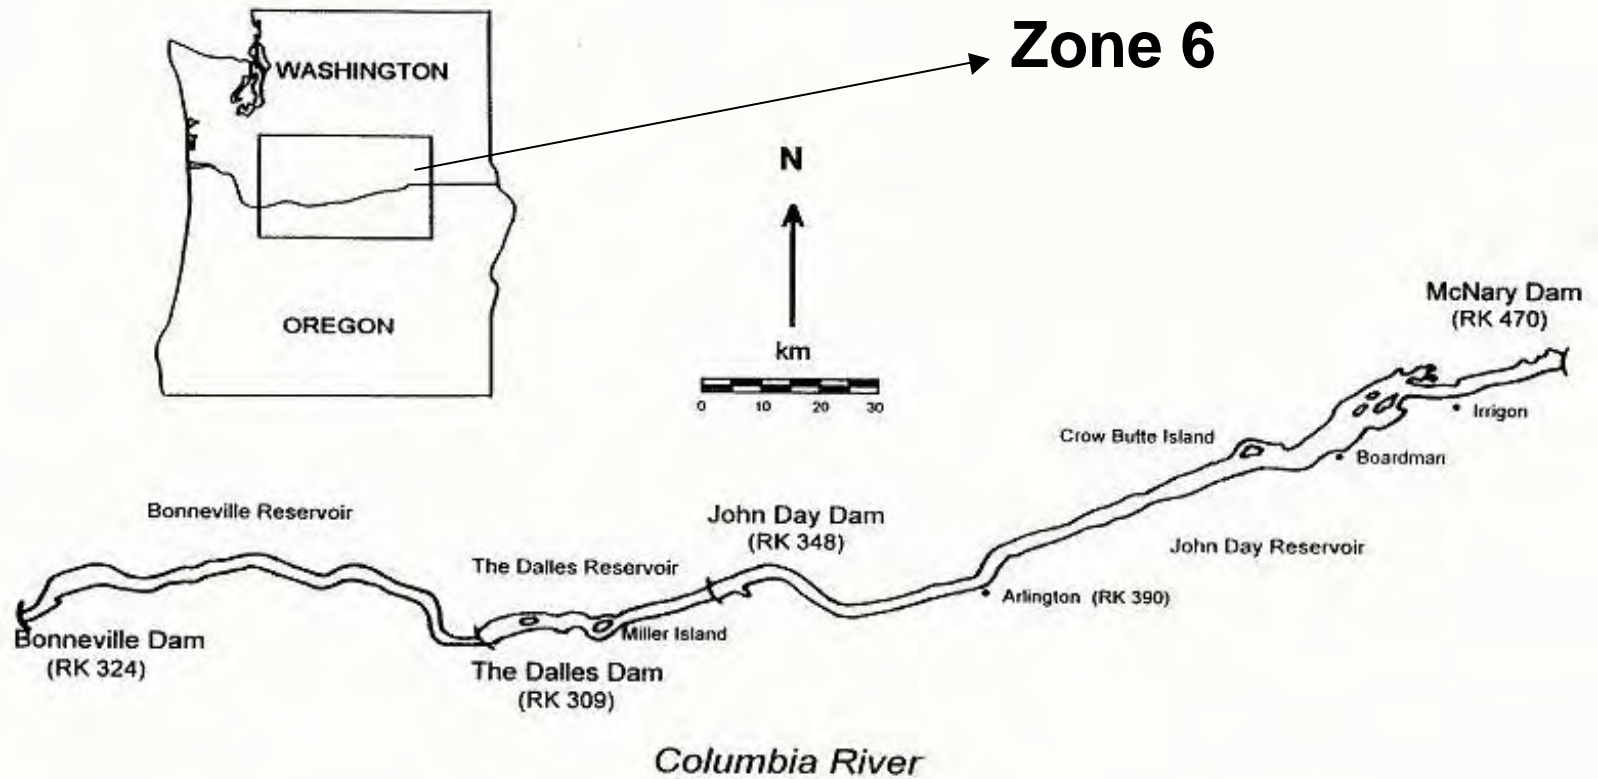 Zone 6
WASHINGTON
OREGON
N
km
0 10 20 30
McNary Dam
(RK 470)
Irrigon
Crow Butte Island
Boardman
Bonneville Reservoir
John Day Dam
(RK 348)
John Day Reservoir
The Dalles Reservoir
Arlington (RK 390)
Miller Island
Bonneville Dam
(RK 324)
The Dalles Dam
(RK 309)
Columbia River